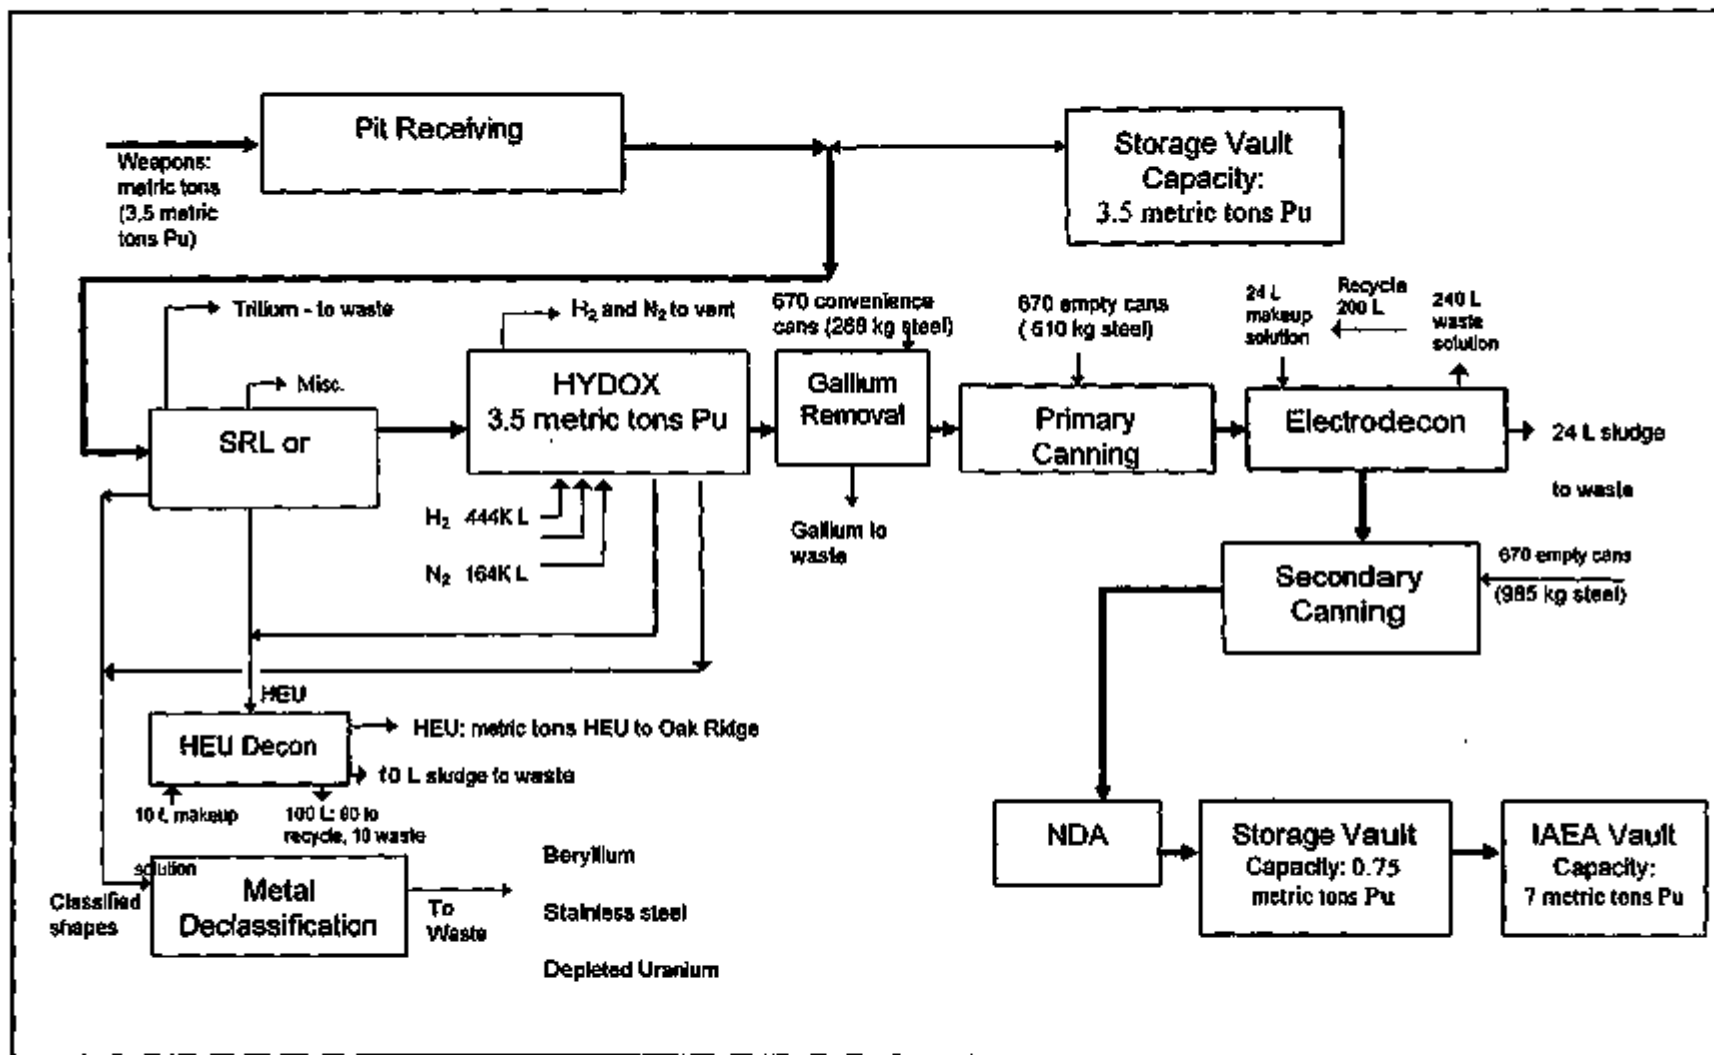 Pit Receiving
Weapons:
metric tons
(3.5 metric
tons Pu)
Storage Vault
Capacity:
3.5 metric tons Pu
Tritium - to waste
Misc.
SRL or
H₂ and N₂ to vent
HYDOX
3.5 metric tons Pu
H₂ 444K L
N₂ 164K L
670 convenience
cans (288 kg steel)
Gallium
Removal
Gallium to
waste
670 empty cans
( 510 kg steel)
Primary
Canning
24 L
makeup
solution
Recycle
200 L
240 L
waste
solution
Electrodecon
24 L sludge
to waste
Secondary
Canning
670 empty cans
(985 kg steel)
HEU
HEU Decon
HEU: metric tons HEU to Oak Ridge
10 L sludge to waste
10 L makeup
solution
100 L: 90 to
recycle, 10 waste
Classified
shapes
Metal
Declassification
To
Waste
Beryllium
Stainless steel
Depleted Uranium
NDA
Storage Vault
Capacity: 0.75
metric tons Pu
IAEA Vault
Capacity:
7 metric tons Pu